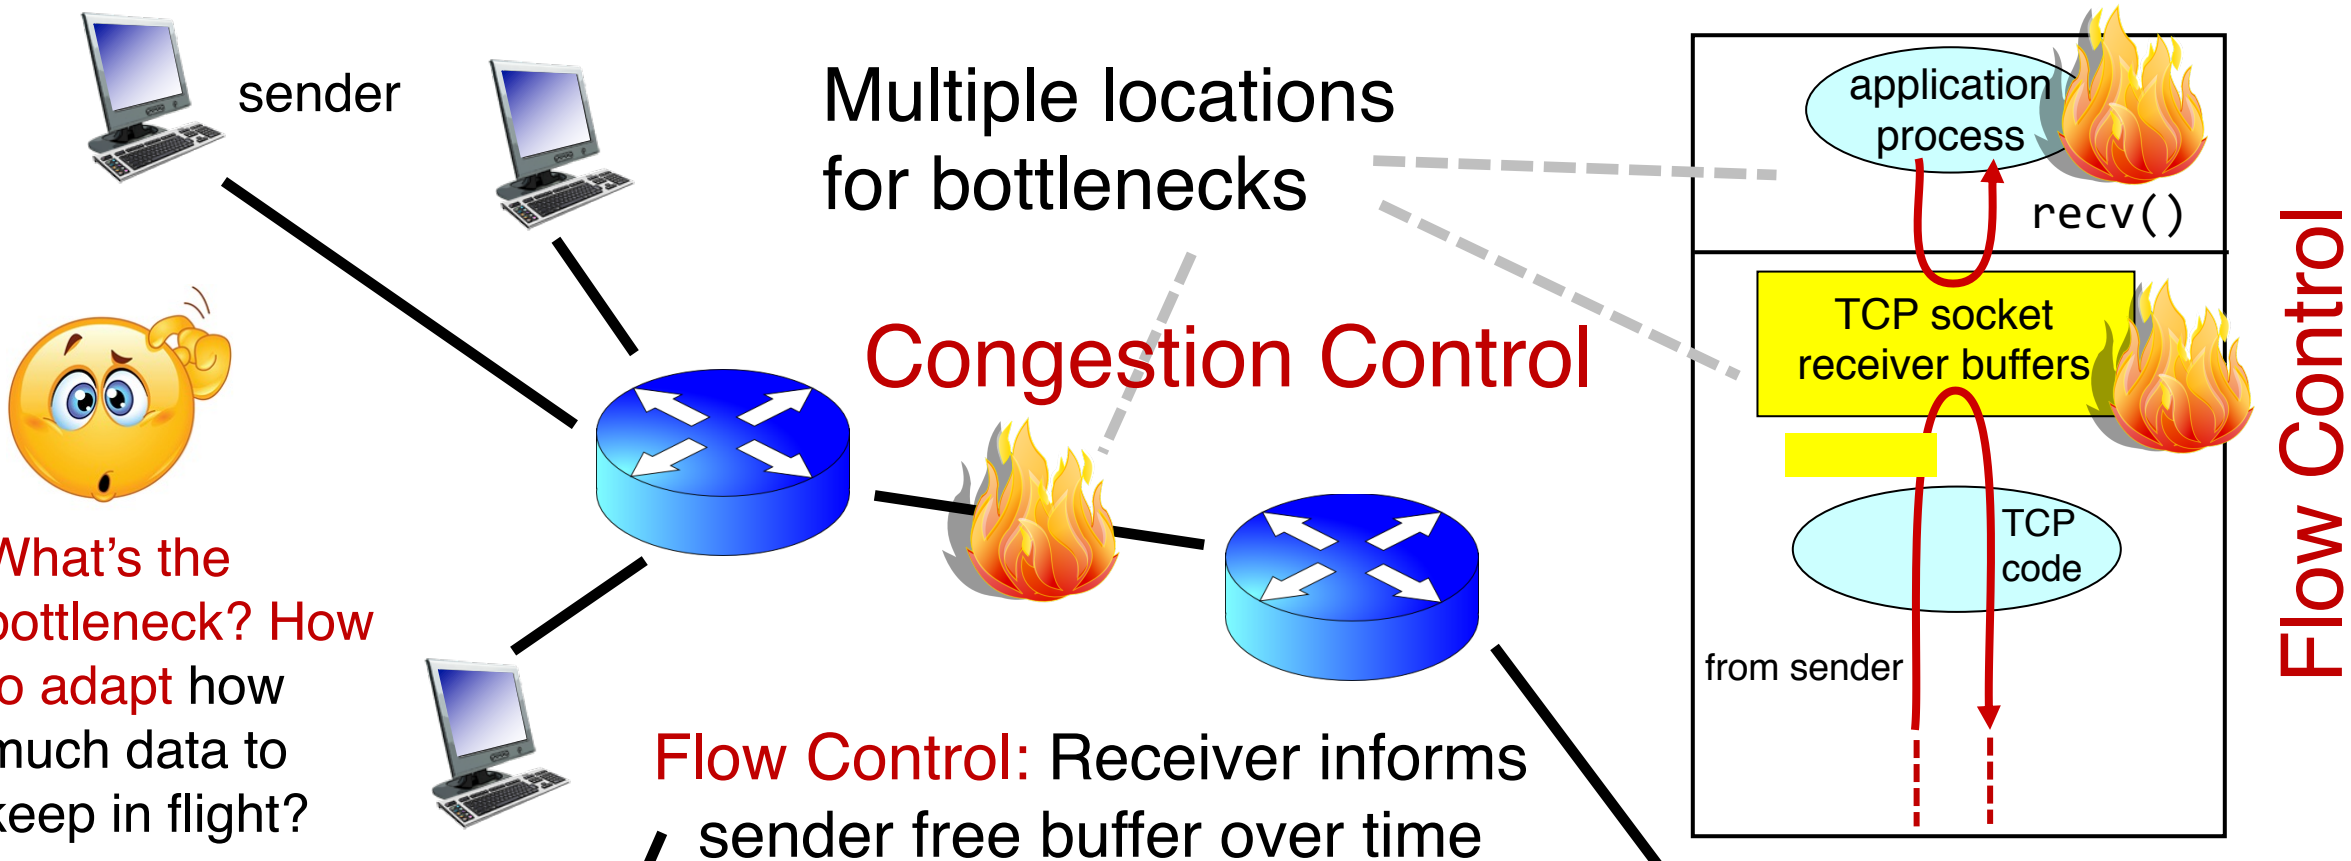 sender
Multiple locations
for bottlenecks
application
process
recv()
TCP socket
receiver buffers
Congestion Control
Flow Control
TCP
code
from sender
What's the
bottleneck? How
to adapt how
much data to
keep in flight?
Flow Control: Receiver informs
sender free buffer over time